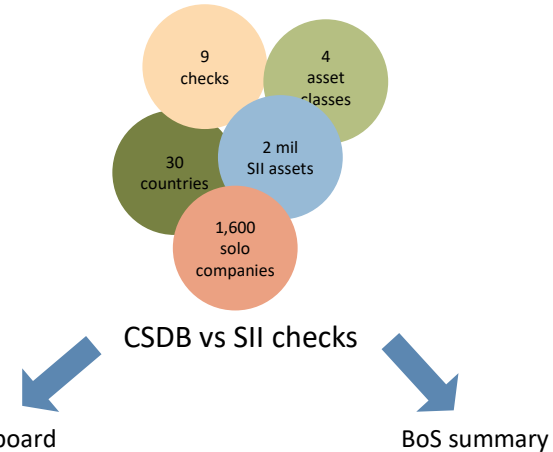 9
checks
4
asset
classes
30
countries
2 mil
SII assets
1,600
solo
companies
CSDB vs SII checks
board
BoS summary